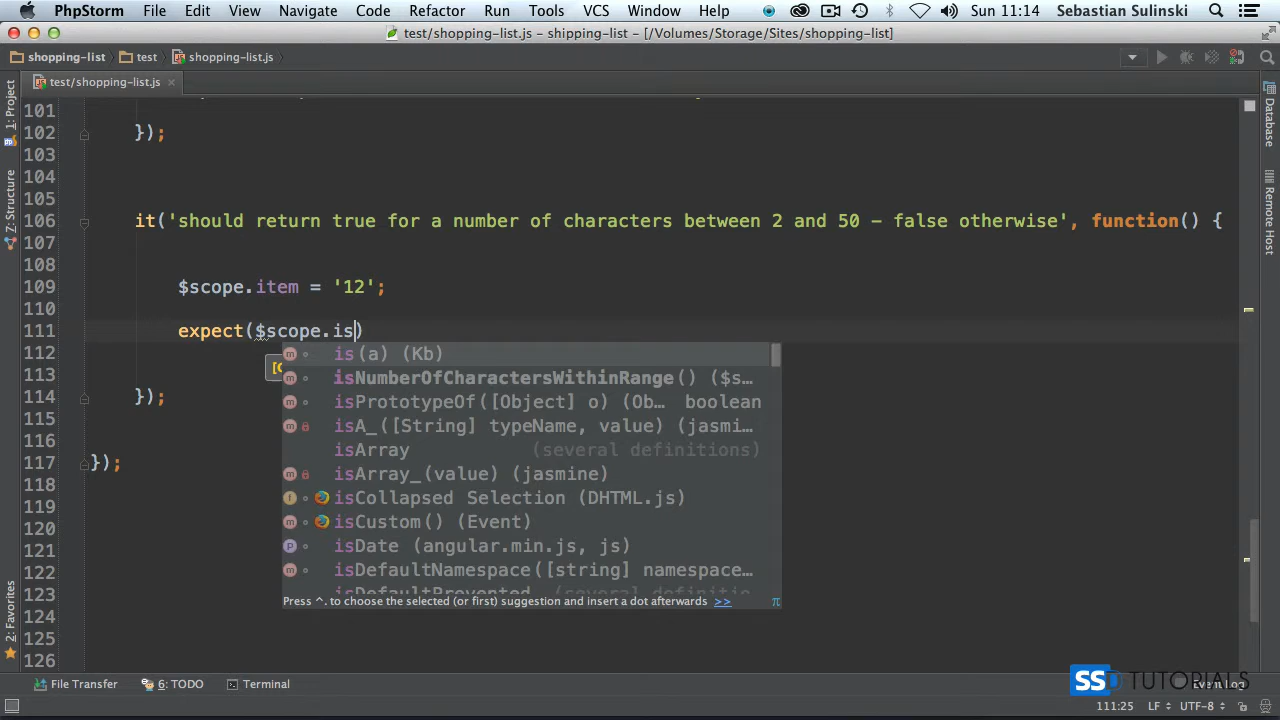 PhpStorm File Edit View Navigate Code Refactor Run Tools VCS Window Help Sun 11:14 Sebastian Sulinski
test/shopping-list.js - shipping-list - [/Volumes/Storage/Sites/shopping-list]
shopping-list test shopping-list.js
test/shopping-list.js
1: Project
Z: Structure
2: Favorites
Database
Remote Host
101
102 });
103
104
105
106 it('should return true for a number of characters between 2 and 50 - false otherwise', function() {
107
108
109 $scope.item = '12';
110
111 expect($scope.is)
112
113
114 });
115
116
117 });
118
119
120
121
122
123
124
125
126
is(a) (Kb)
isNumberOfCharactersWithinRange() ($s…
isPrototypeOf([Object] o) (Ob… boolean
isA_([String] typeName, value) (jasmi…
isArray (several definitions)
isArray_(value) (jasmine)
isCollapsed Selection (DHTML.js)
isCustom() (Event)
isDate (angular.min.js, js)
isDefaultNamespace([string] namespace…
Press ^. to choose the selected (or first) suggestion and insert a dot afterwards >> π
File Transfer 6: TODO Terminal Event Log
SSD TUTORIALS
111:25 LF UTF-8